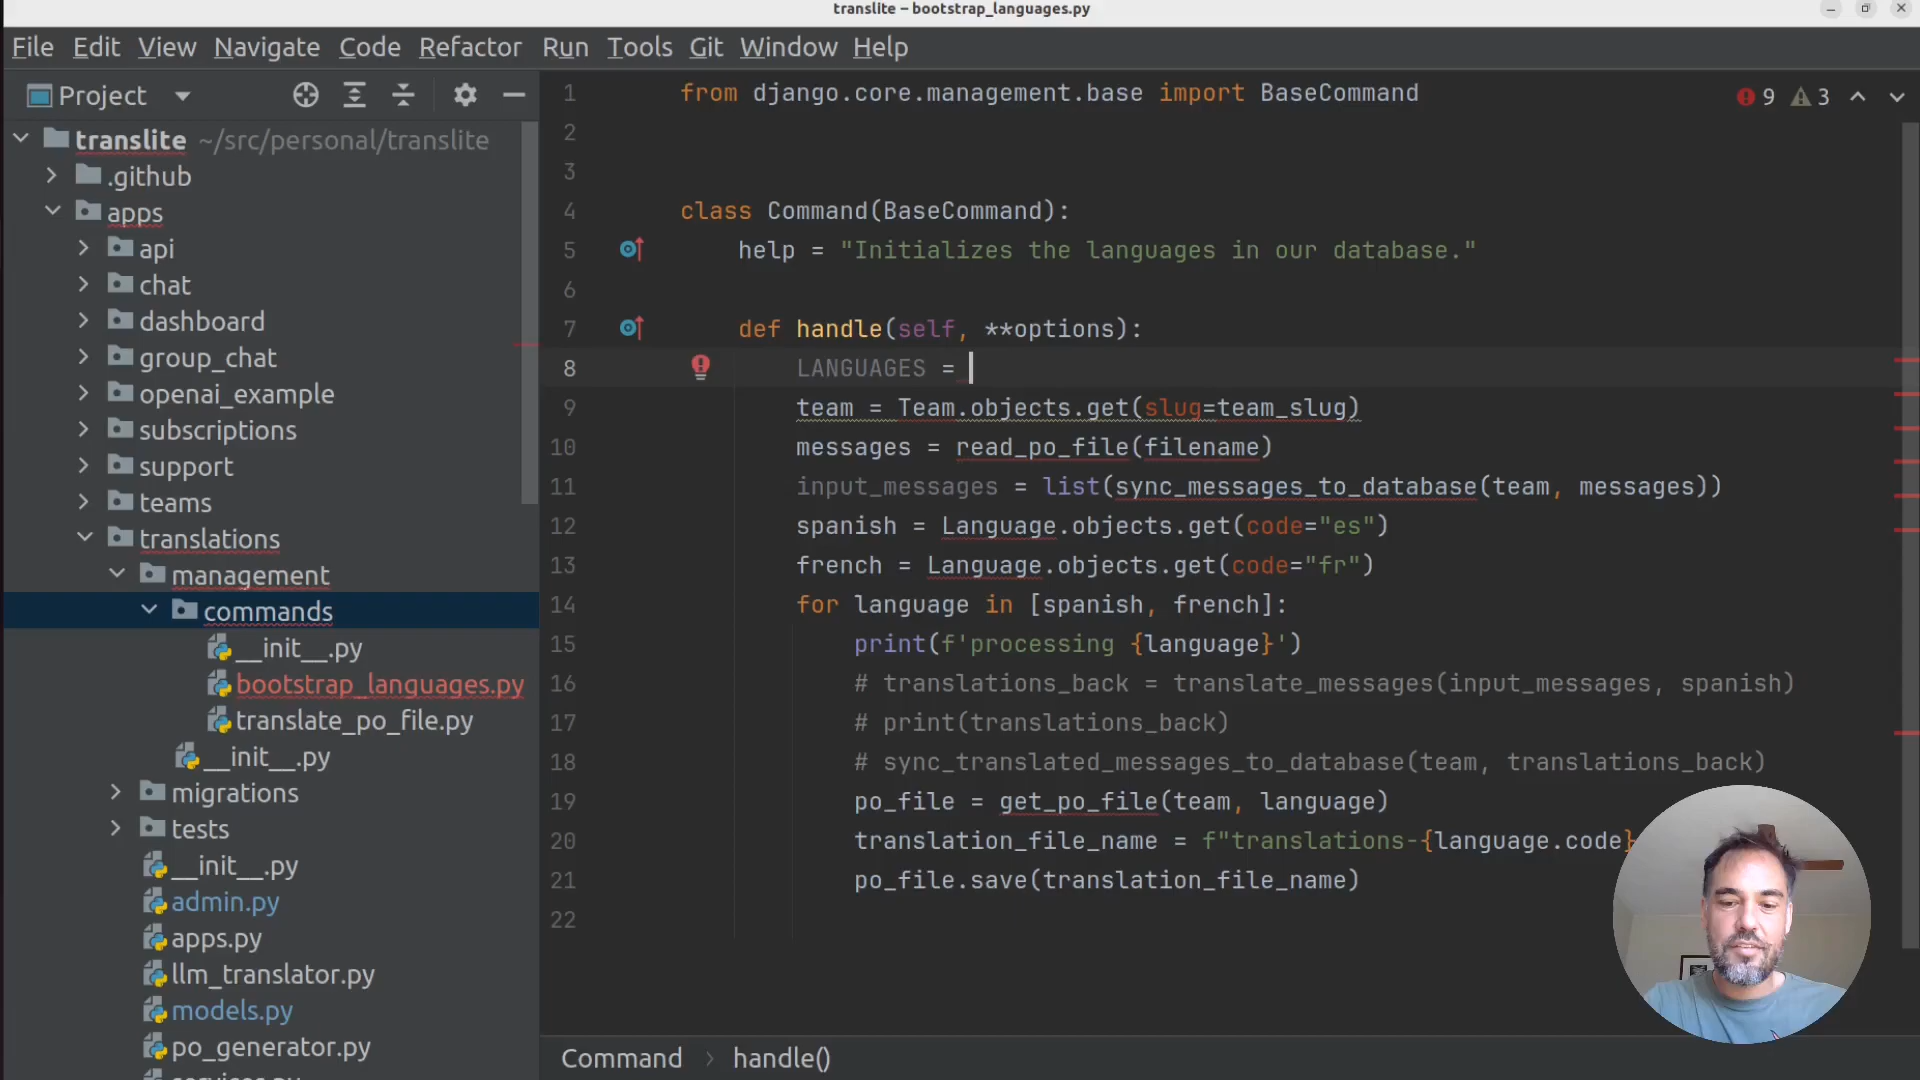 translite – bootstrap_languages.py
File Edit View Navigate Code Refactor Run Tools Git Window Help
Project
translite ~/src/personal/translite
.github
apps
api
chat
dashboard
group_chat
openai_example
subscriptions
support
teams
translations
management
commands
__init__.py
bootstrap_languages.py
translate_po_file.py
__init__.py
migrations
tests
__init__.py
admin.py
apps.py
llm_translator.py
models.py
po_generator.py
9 3
1 from django.core.management.base import BaseCommand
2
3
4 class Command(BaseCommand):
5 help = "Initializes the languages in our database."
6
7 def handle(self, **options):
8 LANGUAGES =
9 team = Team.objects.get(slug=team_slug)
10 messages = read_po_file(filename)
11 input_messages = list(sync_messages_to_database(team, messages))
12 spanish = Language.objects.get(code="es")
13 french = Language.objects.get(code="fr")
14 for language in [spanish, french]:
15 print(f'processing {language}')
16 # translations_back = translate_messages(input_messages, spanish)
17 # print(translations_back)
18 # sync_translated_messages_to_database(team, translations_back)
19 po_file = get_po_file(team, language)
20 translation_file_name = f"translations-{language.code}
21 po_file.save(translation_file_name)
22
Command > handle()